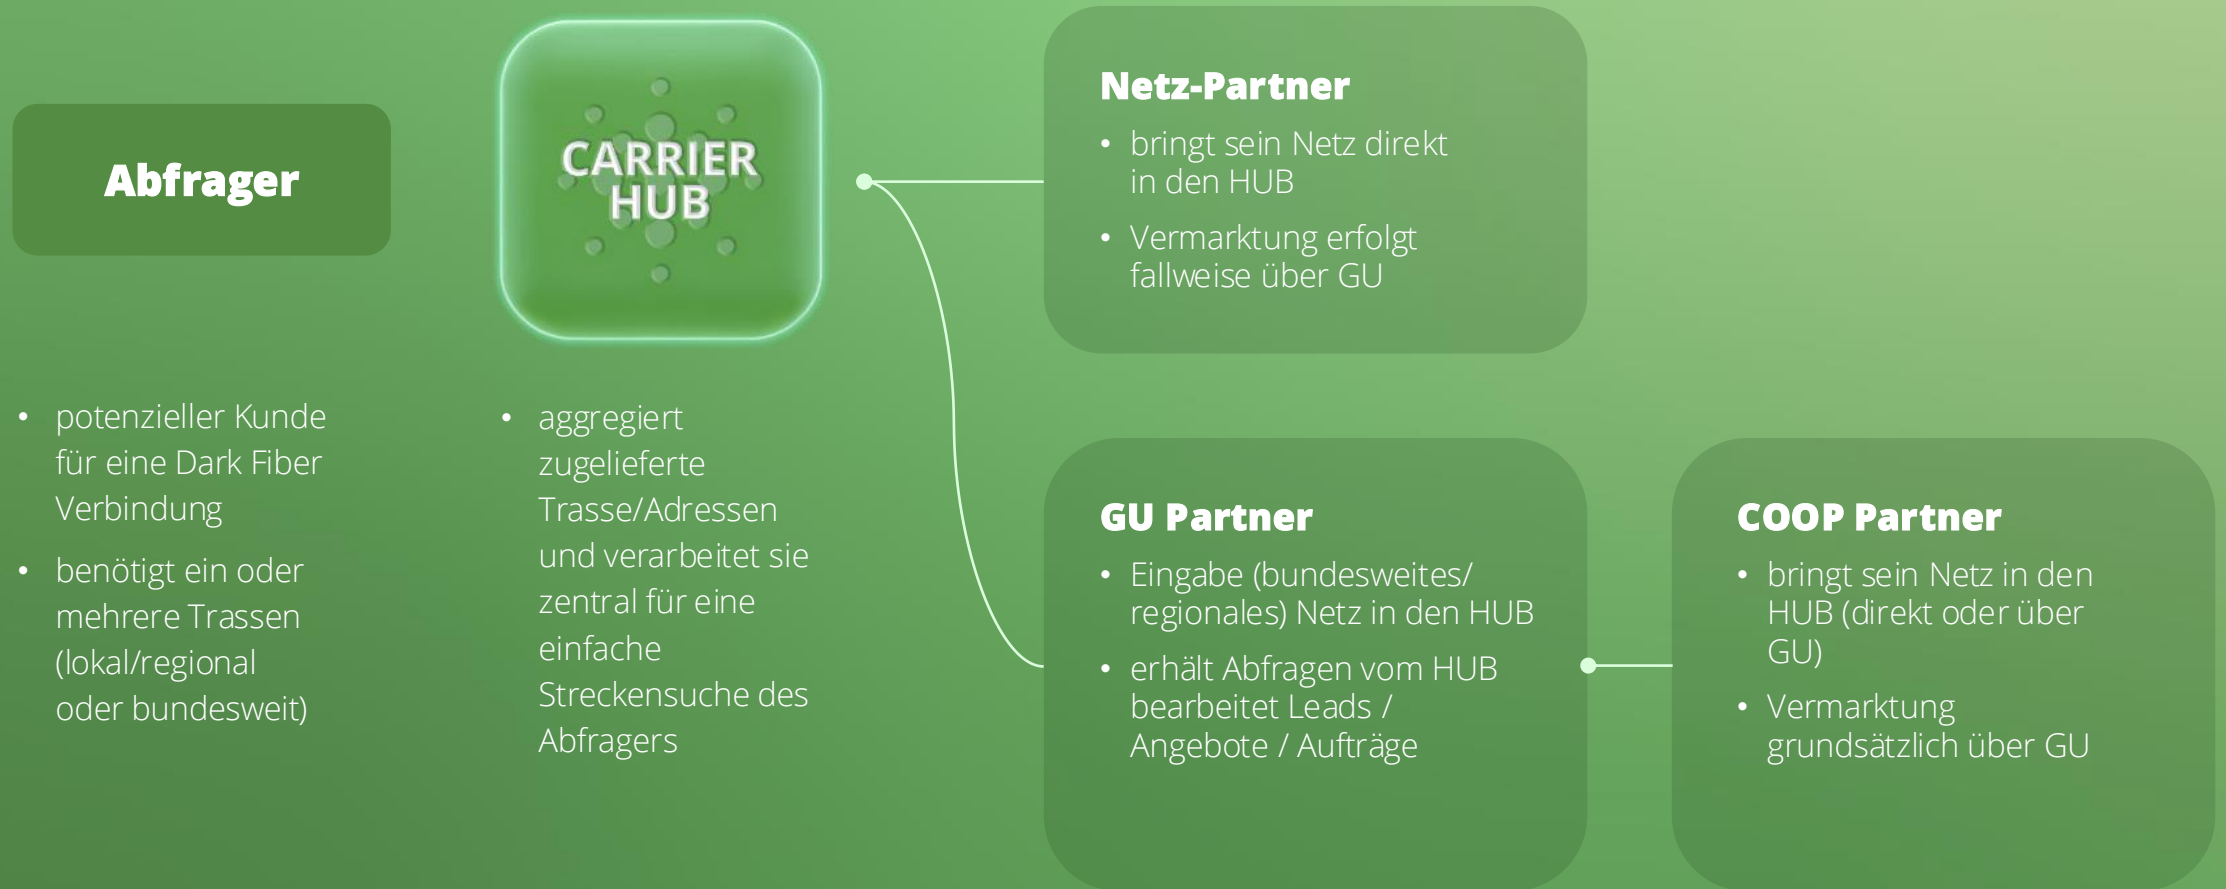 Abfrager
• potenzieller Kunde
für eine Dark Fiber
Verbindung
• benötigt ein oder
mehrere Trassen
(lokal/regional
oder bundesweit)
CARRIER
HUB
• aggregiert
zugelieferte
Trasse/Adressen
und verarbeitet sie
zentral für eine
einfache
Streckensuche des
Abfragers
Netz-Partner
• bringt sein Netz direkt
in den HUB
• Vermarktung erfolgt
fallweise über GU
GU Partner
• Eingabe (bundesweites/
regionales) Netz in den HUB
• erhält Abfragen vom HUB
bearbeitet Leads /
Angebote / Aufträge
COOP Partner
• bringt sein Netz in den
HUB (direkt oder über
GU)
• Vermarktung
grundsätzlich über GU